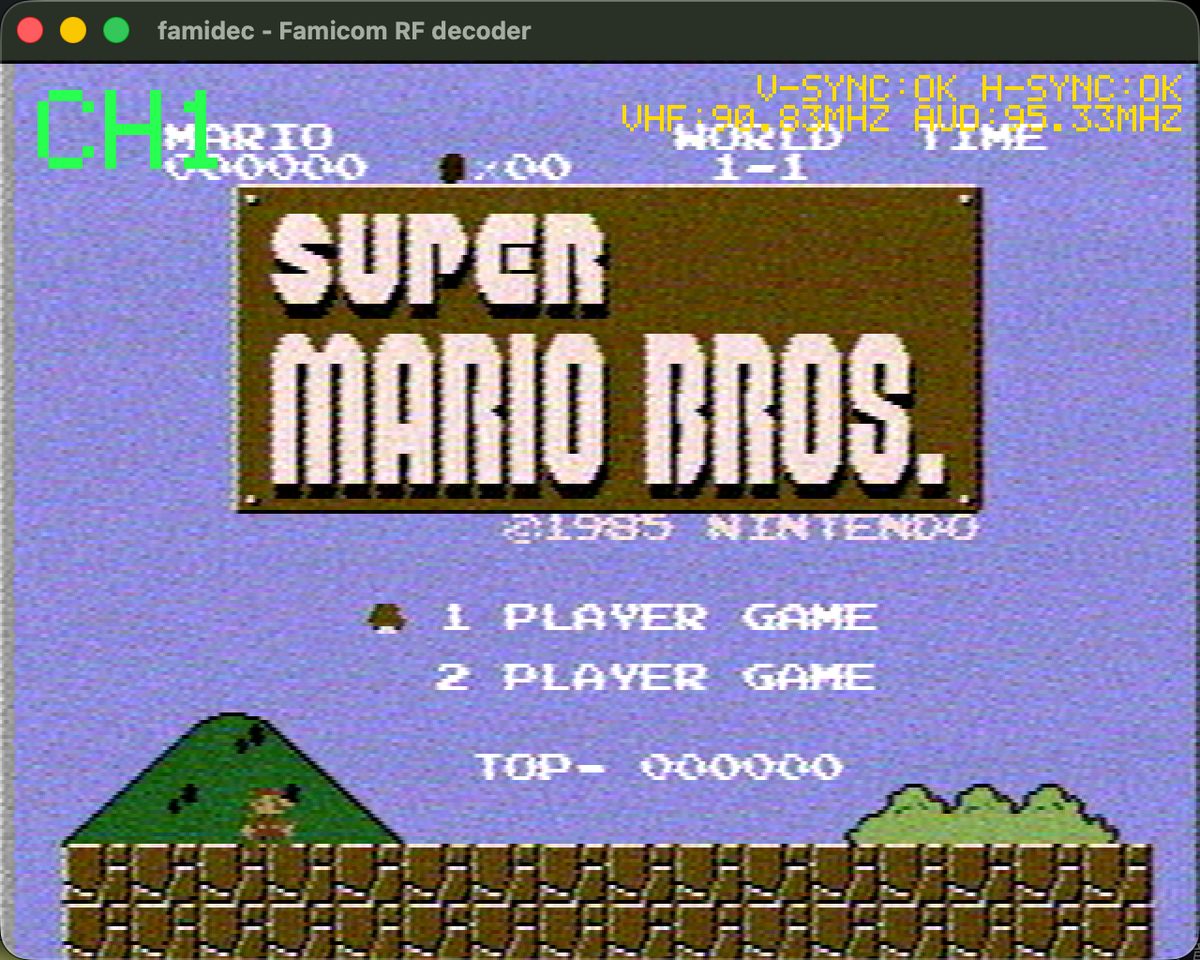 famidec - Famicom RF decoder
CH1
V-SYNC:OK H-SYNC:OK
VHF:90.83MHZ AUD:95.33MHZ
MARIO WORLD TIME
000000 ×00 1-1
SUPER
MARIO BROS.
©1985 NINTENDO
1 PLAYER GAME
2 PLAYER GAME
TOP- 000000